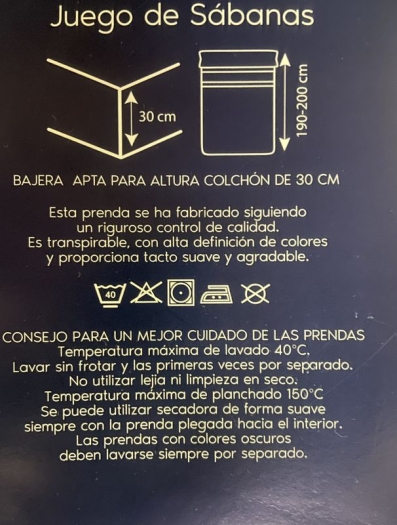 Juego de Sábanas
30 cm
190-200 cm
BAJERA APTA PARA ALTURA COLCHÓN DE 30 CM
Esta prenda se ha fabricado siguiendo
un riguroso control de calidad.
Es transpirable, con alta definición de colores
y proporciona tacto suave y agradable.
40
CONSEJO PARA UN MEJOR CUIDADO DE LAS PRENDAS
Temperatura máxima de lavado 40°C.
Lavar sin frotar y las primeras veces por separado.
No utilizar lejia ni limpieza en seco.
Temperatura máxima de planchado 150°C
Se puede utilizar secadora de forma suave
siempre con la prenda plegada hacia el interior.
Las prendas con colores oscuros
deben lavarse siempre por separado.